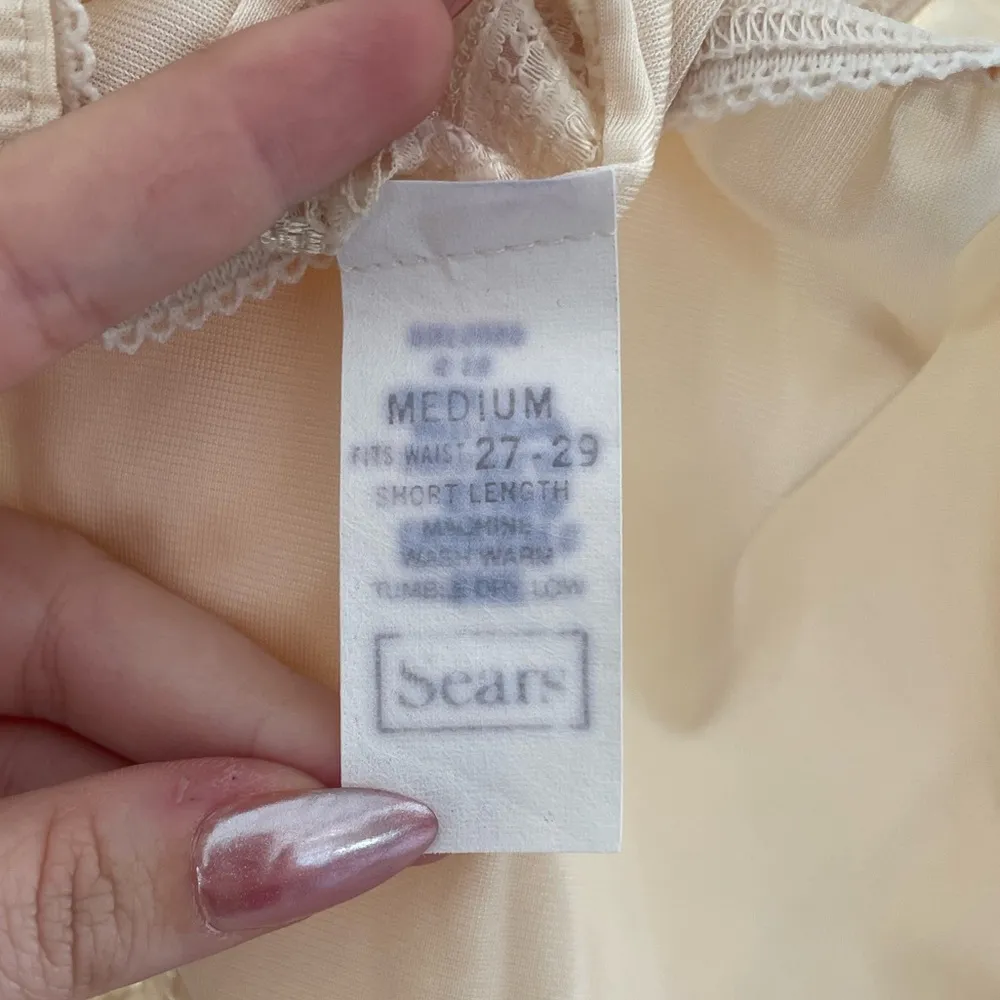 MEDIUM
FITS WAIST 27-29
SHORT LENGTH
MACHINE
WASH WARM
TUMBLE DRY LOW
Sears